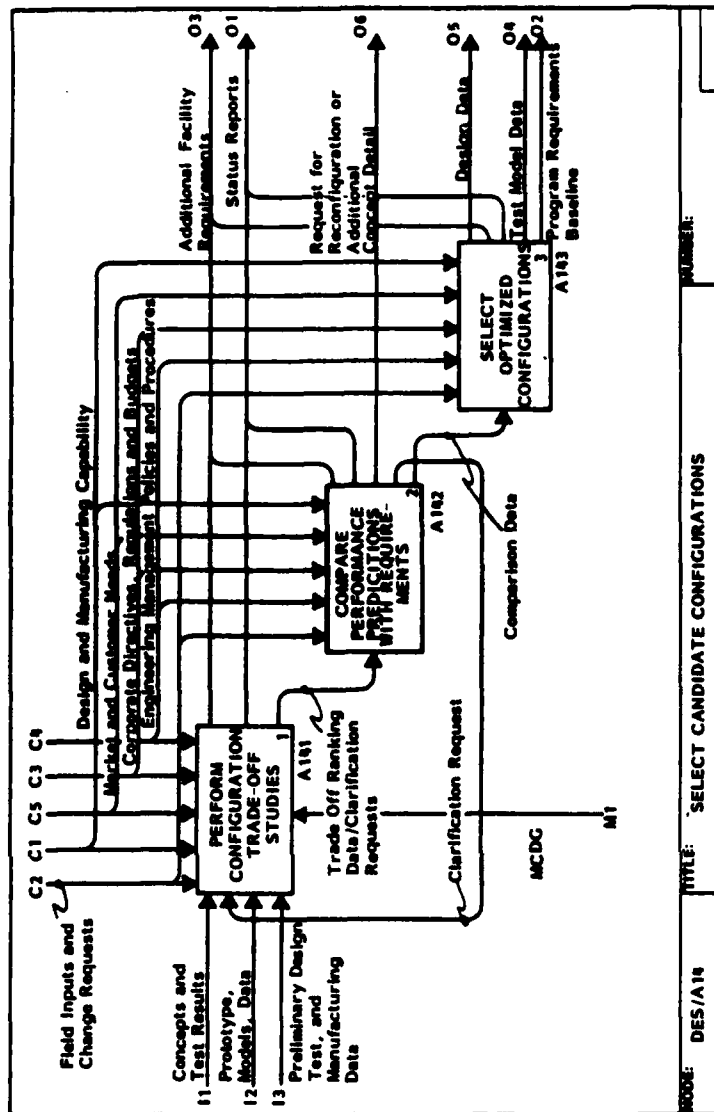 C2 C1 C5 C3 C4
Field Inputs and
Change Requests
Design and Manufacturing Capability
Market and Customer Needs
Corporate Directives, Regulations and Budgets
Engineering Management Policies and Procedures
Additional Facility
Requirements
O3
Status Reports
O1
Request for
Reconfiguration or
Additional
Concept Detail
O6
Design Data
O5
Test Model Data
O4
O2
Program Requirements
Baseline
Concepts and
Test Results
I1
Prototype,
Models, Data
I2
I3
Preliminary Design
Test, and
Manufacturing
Data
PERFORM
CONFIGURATION
TRADE-OFF
STUDIES
1
A141
Trade Off Ranking
Data/Clarification
Requests
COMPARE
PERFORMANCE
PREDICITIONS
WITH REQUIRE-
MENTS
2
A142
SELECT
OPTIMIZED
CONFIGURATIONS
3
A143
Comparison Data
Clarification Request
MCDG
M1
NODE: DES/A14
TITLE: SELECT CANDIDATE CONFIGURATIONS
NUMBER: